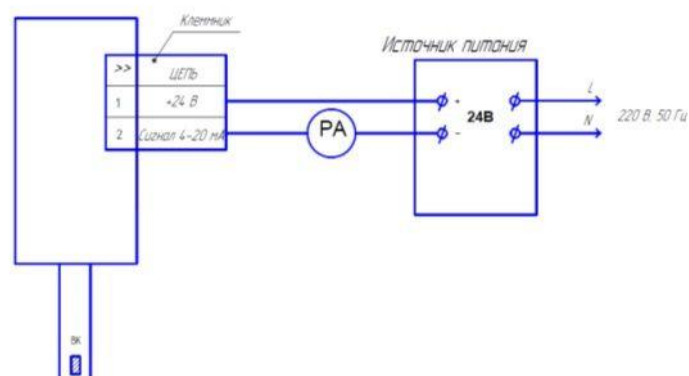 Клеммник
>> ЦЕПЬ
1 +24 В
2 Сигнал 4-20 мА
PA
Источник питания
+ 24В
-
L
N
220 В, 50 Гц
ВК